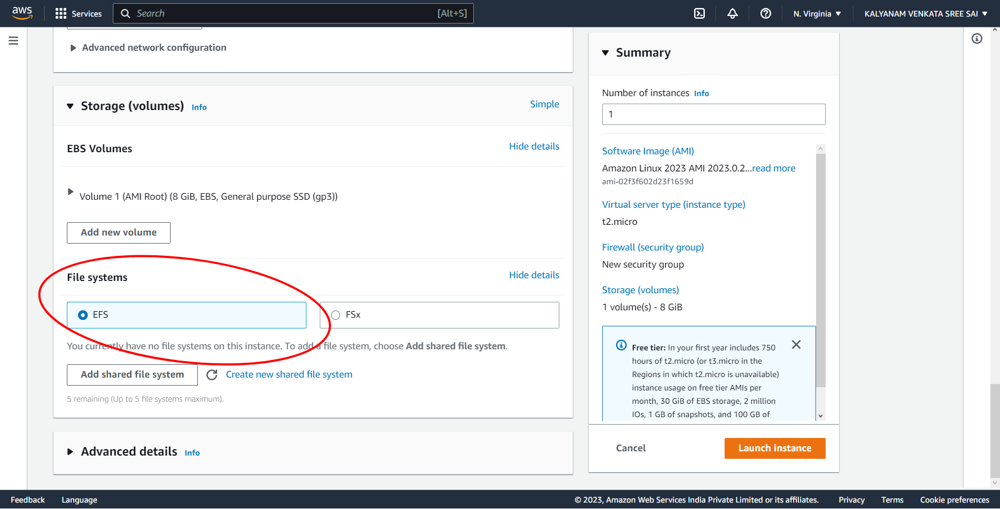 aws
Services
Search
[Alt+S]
N. Virginia
KALYANAM VENKATA SREE SAI
Advanced network configuration
Storage (volumes) Info
Simple
EBS Volumes
Hide details
Volume 1 (AMI Root) (8 GiB, EBS, General purpose SSD (gp3))
Add new volume
File systems
Hide details
EFS
FSx
You currently have no file systems on this instance. To add a file system, choose Add shared file system.
Add shared file system
Create new shared file system
5 remaining (Up to 5 file systems maximum).
Advanced details Info
Summary
Number of instances Info
1
Software Image (AMI)
Amazon Linux 2023 AMI 2023.0.2...read more
ami-02f3f602d23f1659d
Virtual server type (instance type)
t2.micro
Firewall (security group)
New security group
Storage (volumes)
1 volume(s) - 8 GiB
Free tier: In your first year includes 750
hours of t2.micro (or t3.micro in the
Regions in which t2.micro is unavailable)
instance usage on free tier AMIs per
month, 30 GiB of EBS storage, 2 million
IOs, 1 GB of snapshots, and 100 GB of
Cancel
Launch instance
Feedback
Language
© 2023, Amazon Web Services India Private Limited or its affiliates.
Privacy
Terms
Cookie preferences